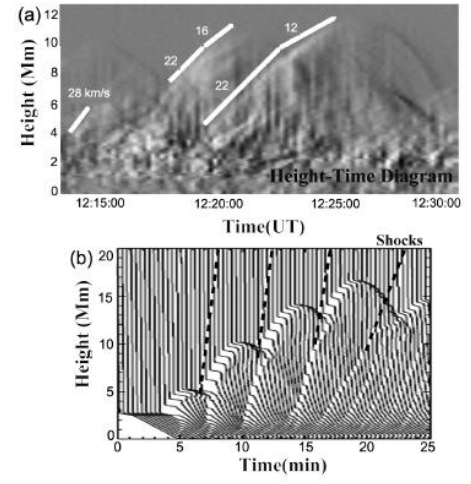 (a)
12
10
8
6
4
2
0
Height (Mm)
28 km/s
22
16
22
12
Height-Time Diagram
12:15:00
12:20:00
12:25:00
12:30:00
Time(UT)
(b)
Shocks
20
15
10
5
0
Height (Mm)
0
5
10
15
20
25
Time(min)